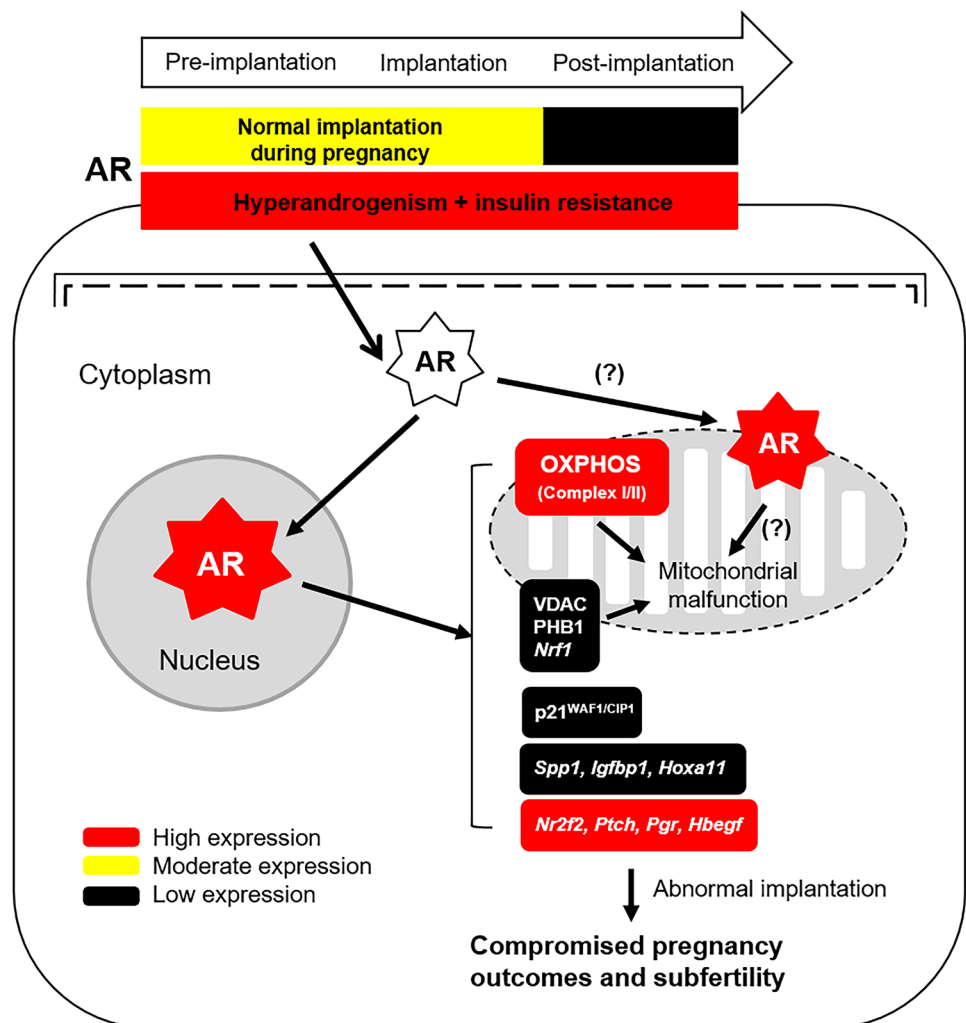 Pre-implantation Implantation Post-implantation
Normal implantation
during pregnancy
AR
Hyperandrogenism + insulin resistance
Cytoplasm
AR
(?)
AR
OXPHOS
(Complex I/II)
(?)
Mitochondrial
malfunction
AR
Nucleus
VDAC
PHB1
Nrf1
p21WAF1/CIP1
Spp1, Igfbp1, Hoxa11
Nr2f2, Ptch, Pgr, Hbegf
High expression
Moderate expression
Low expression
Abnormal implantation
Compromised pregnancy
outcomes and subfertility